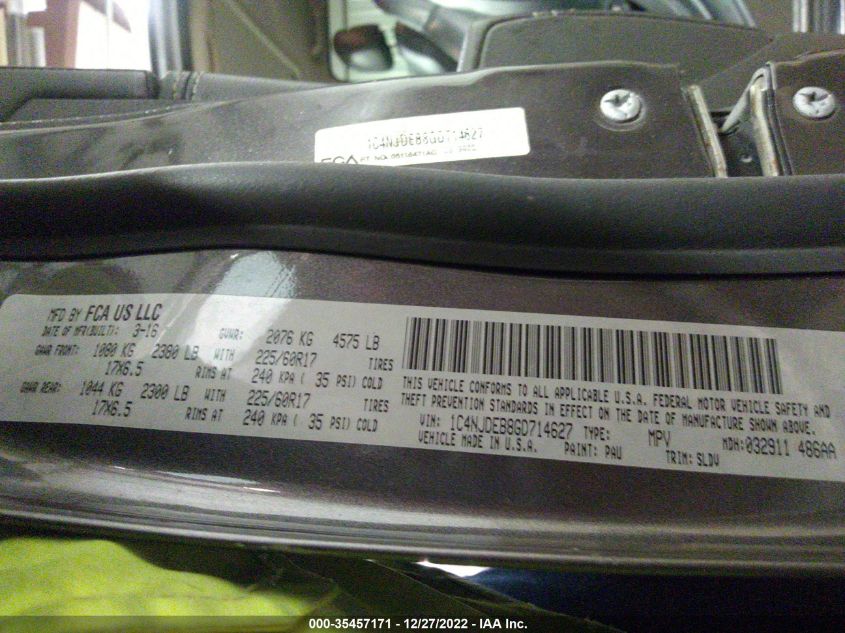 1C4NJDEB8GD714627
MFD BY FCA US LLC
DATE OF MFR(BUILT): 3-16 GVWR: 2076 KG 4575 LB
GAWR FRONT: 1080 KG 2380 LB WITH 225/60R17 TIRES
17X6.5 RIMS AT 240 KPA ( 35 PSI) COLD
GAWR REAR: 1044 KG 2300 LB WITH 225/60R17 TIRES
17X6.5 RIMS AT 240 KPA ( 35 PSI) COLD
THIS VEHICLE CONFORMS TO ALL APPLICABLE U.S.A. FEDERAL MOTOR VEHICLE SAFETY AND
THEFT PREVENTION STANDARDS IN EFFECT ON THE DATE OF MANUFACTURE SHOWN ABOVE.
VIN: 1C4NJDEB8GD714627 TYPE: MPV MDH:032911 486AA
VEHICLE MADE IN U.S.A. PAINT: PAU TRIM: SLDV
000-35457171 - 12/27/2022 - IAA Inc.